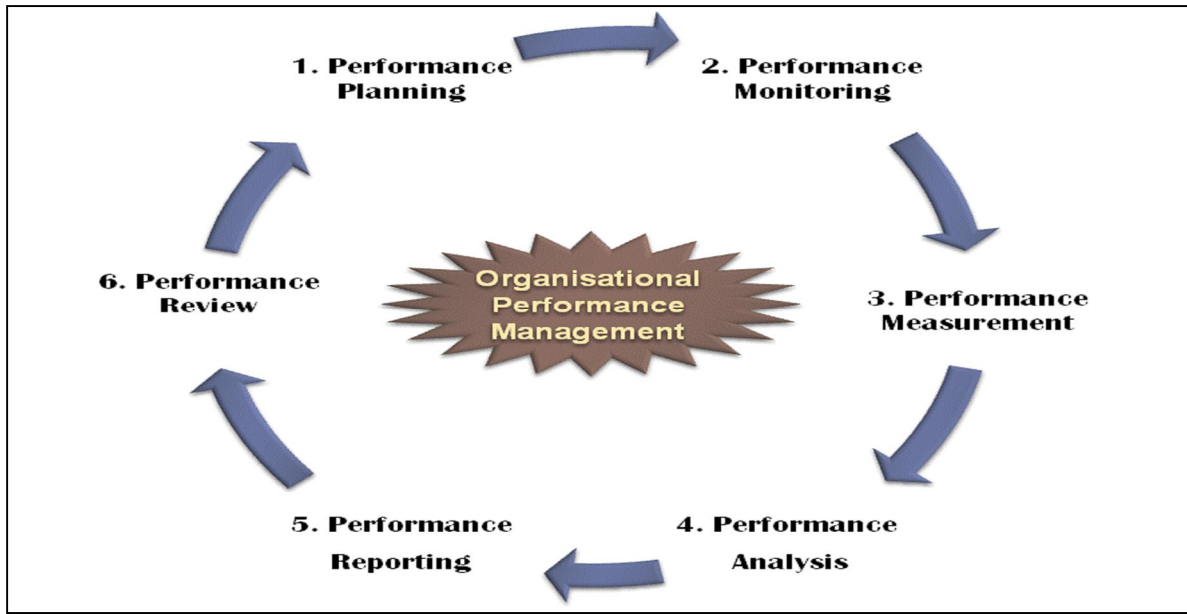 1. Performance
Planning
2. Performance
Monitoring
3. Performance
Measurement
4. Performance
Analysis
5. Performance
Reporting
6. Performance
Review
Organisational
Performance
Management